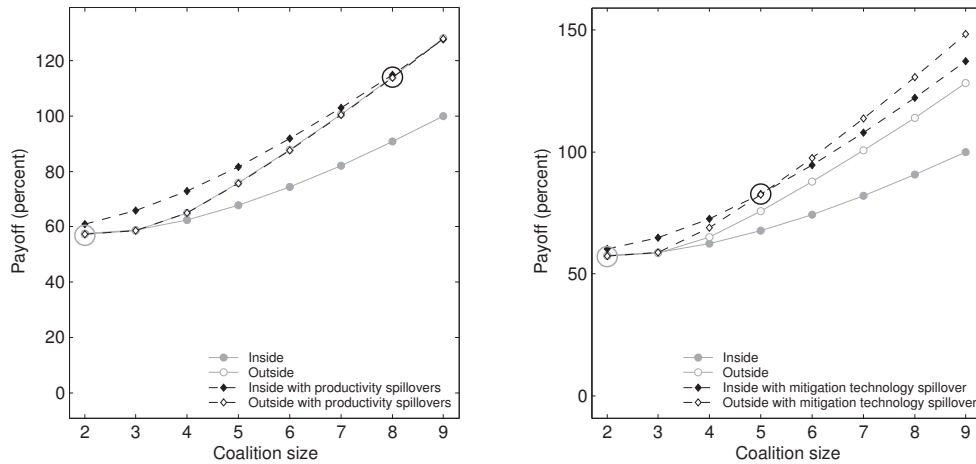 120
100
80
60
40
20
0
Payoff (percent)
2 3 4 5 6 7 8 9
Coalition size
Inside
Outside
Inside with productivity spillovers
Outside with productivity spillovers
150
100
50
0
Payoff (percent)
2 3 4 5 6 7 8 9
Coalition size
Inside
Outside
Inside with mitigation technology spillover
Outside with mitigation technology spillover